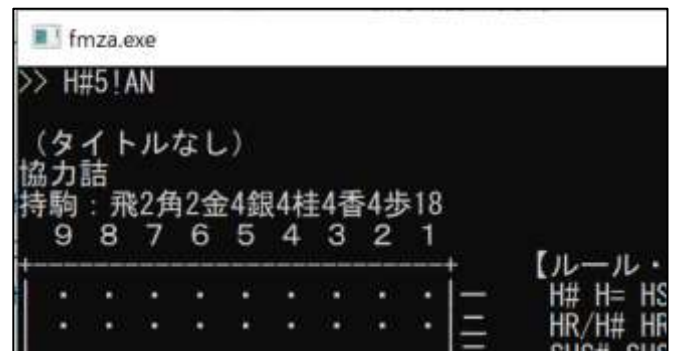 fmza.exe
>> H#5!AN
（タイトルなし）
協力詰
持駒：飛2角2金4銀4桂4香4歩18
９ ８ ７ ６ ５ ４ ３ ２ １
【ルール・
一 H# H= HS
二 HR/H# HR